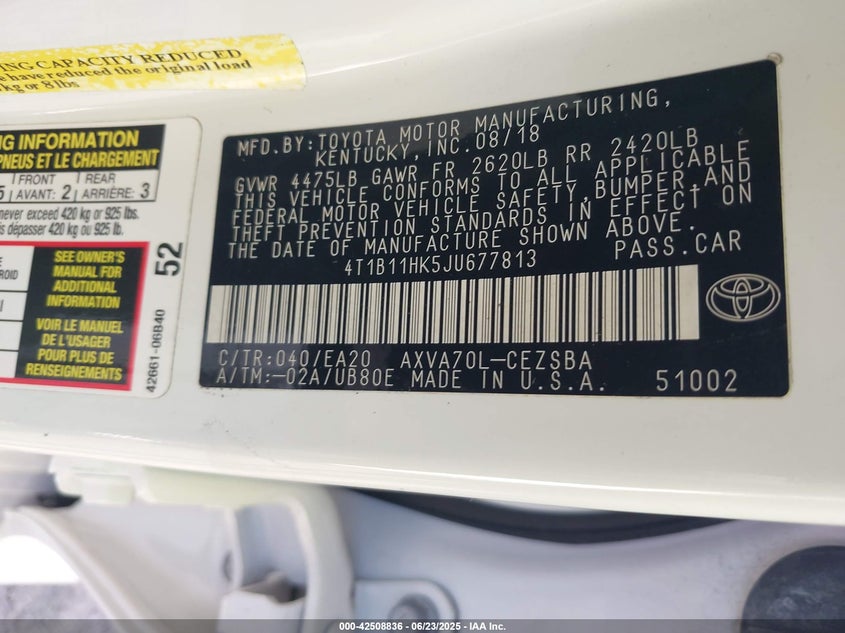 ING CAPACITY REDUCED
e have reduced the original load
kg or 8 lbs
NG INFORMATION
PNEUS ET LE CHARGEMENT
5 FRONT REAR
AVANT: 2 ARRIÈRE: 3
never exceed 420 kg or 925 lbs.
s dépasser 420 kg ou 925 lb.
SEE OWNER'S
MANUAL FOR
ADDITIONAL
INFORMATION
VOIR LE MANUEL
DE L'USAGER
POUR PLUS DE
RENSEIGNEMENTS
52
42661-06B40
MFD. BY: TOYOTA MOTOR MANUFACTURING,
KENTUCKY, INC. 08/18
GVWR 4475LB GAWR FR 2620LB RR 2420LB
THIS VEHICLE CONFORMS TO ALL APPLICABLE
FEDERAL MOTOR VEHICLE SAFETY, BUMPER, AND
THEFT PREVENTION STANDARDS IN EFFECT ON
THE DATE OF MANUFACTURE SHOWN ABOVE.
4T1B11HK5JU677813 PASS. CAR
C/TR: 040/EA20 AXVA70L-CEZSBA
A/TM: -02A/UB80E MADE IN U.S.A. 51002
000-42508836 - 06/23/2025 - IAA Inc.